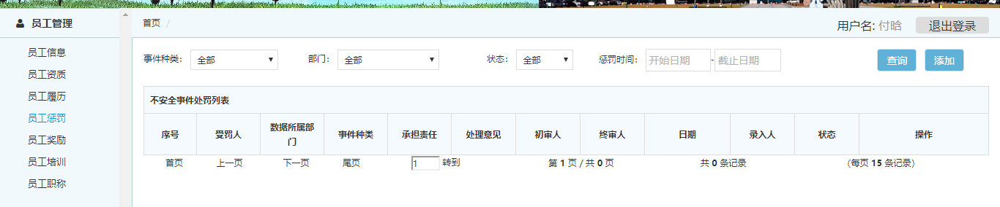 员工管理
首页 /
用户名: 付晗
退出登录
员工信息
员工资质
员工履历
员工惩罚
员工奖励
员工培训
员工职称
事件种类: 全部 部门: 全部 状态: 全部 惩罚时间: 开始日期 - 截止日期 查询 添加
不安全事件处罚列表
序号 受罚人 数据所属部门 事件种类 承担责任 处理意见 初审人 终审人 日期 录入人 状态 操作
首页 上一页 下一页 尾页 1 转到 第 1 页 / 共 0 页 共 0 条记录 (每页 15 条记录)